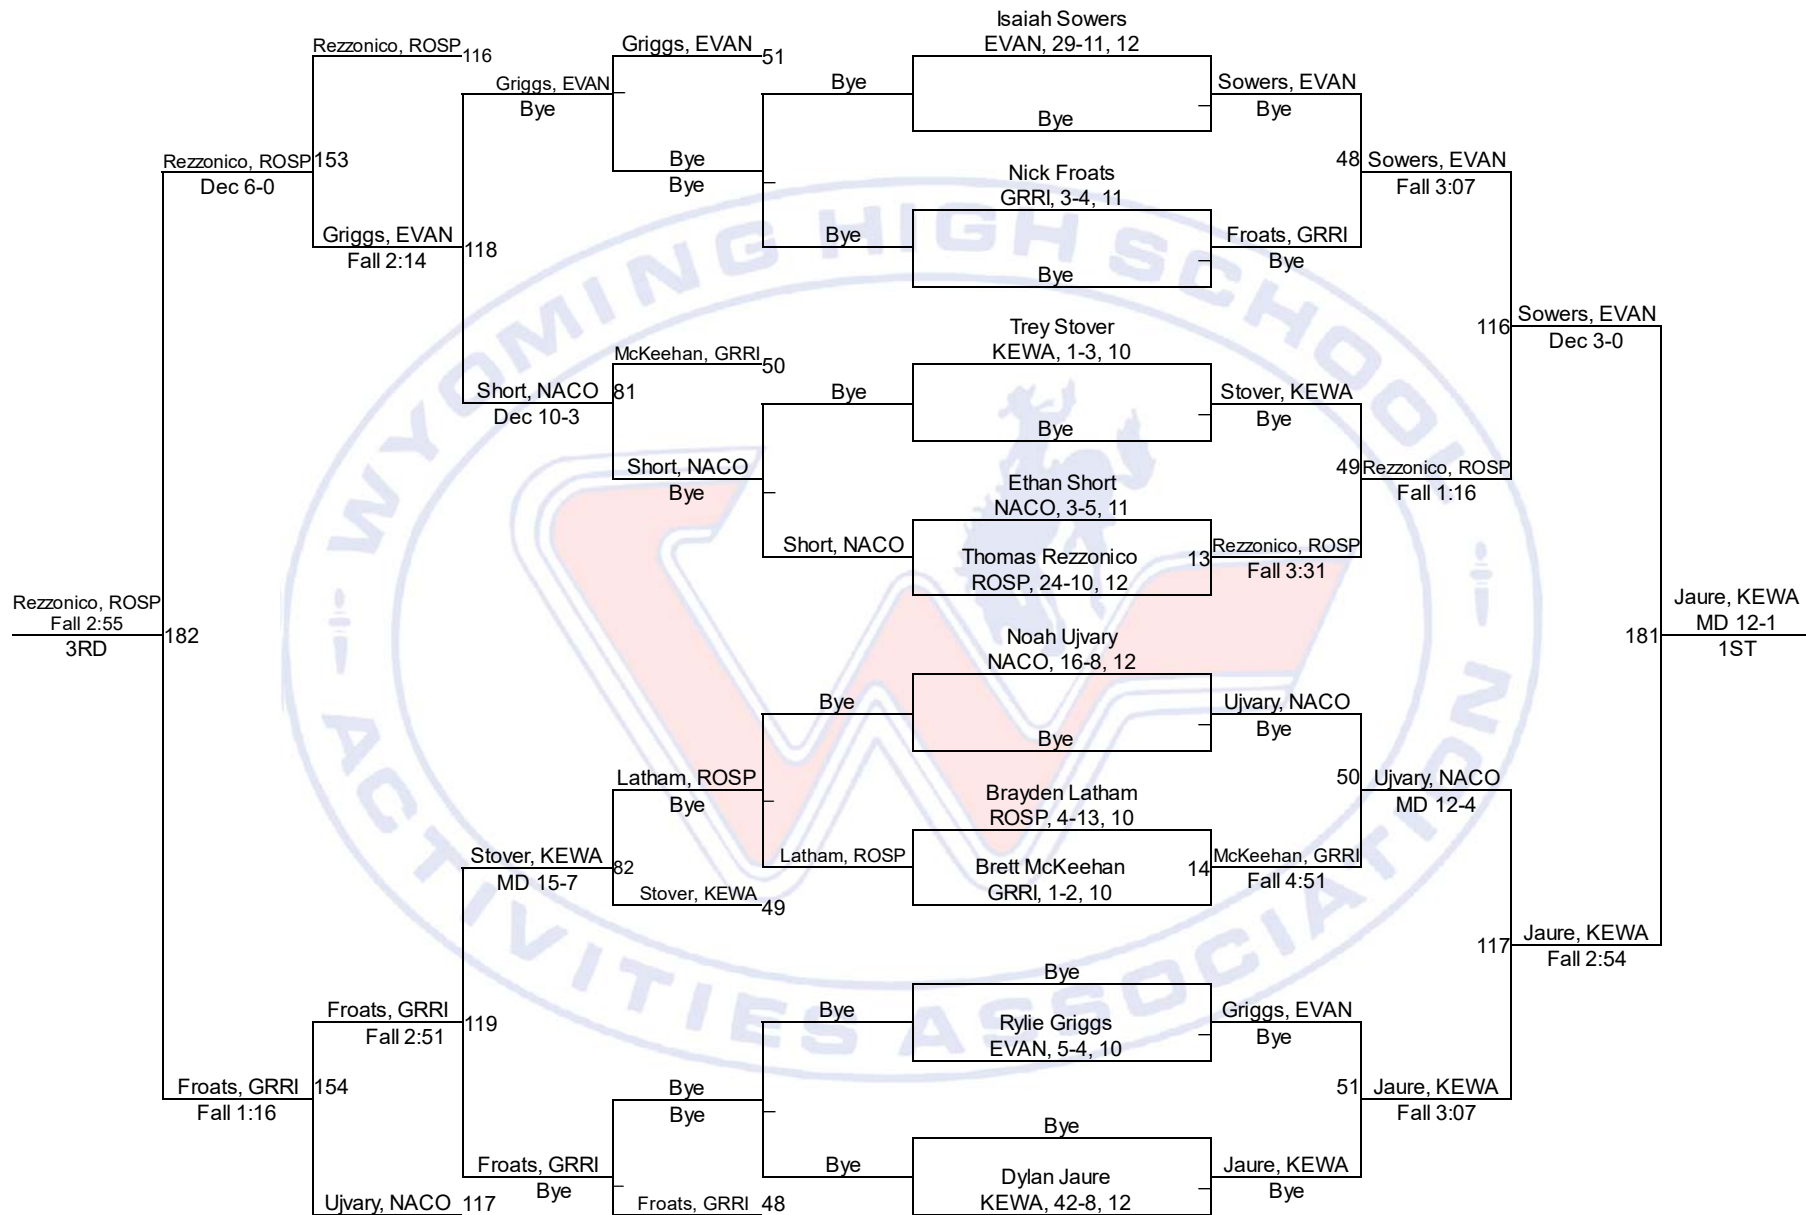 Isaiah Sowers
Rezzonico, ROSP 116
Griggs, EVAN 51
EVAN, 29-11, 12
Griggs, EVAN
Bye
Bye
Sowers, EVAN
Bye
Bye
Rezzonico, ROSP 153
Dec 6-0
Bye
Bye
Nick Froats
GRRI, 3-4, 11
48 Sowers, EVAN
Fall 3:07
Griggs, EVAN 118
Fall 2:14
Bye
Bye
Froats, GRRI
Bye
Trey Stover
KEWA, 1-3, 10
116 Sowers, EVAN
Dec 3-0
McKeehan, GRRI 50
Short, NACO 81
Dec 10-3
Bye
Bye
Stover, KEWA
Bye
Short, NACO
Bye
Ethan Short
NACO, 3-5, 11
49 Rezzonico, ROSP
Fall 1:16
Short, NACO
Thomas Rezzonico
ROSP, 24-10, 12
13 Rezzonico, ROSP
Fall 3:31
Rezzonico, ROSP
Fall 2:55
3RD
182
Noah Ujvary
NACO, 16-8, 12
181
Jaure, KEWA
MD 12-1
1ST
Bye
Bye
Ujvary, NACO
Bye
Latham, ROSP
Bye
Brayden Latham
ROSP, 4-13, 10
50 Ujvary, NACO
MD 12-4
Stover, KEWA 82
MD 15-7
Latham, ROSP
Brett McKeehan
GRRI, 1-2, 10
14 McKeehan, GRRI
Fall 4:51
Stover, KEWA 49
117 Jaure, KEWA
Fall 2:54
Bye
Froats, GRRI 119
Fall 2:51
Bye
Rylie Griggs
EVAN, 5-4, 10
Griggs, EVAN
Bye
Froats, GRRI 154
Fall 1:16
Bye
Bye
51 Jaure, KEWA
Fall 3:07
Bye
Froats, GRRI
Bye
Bye
Dylan Jaure
KEWA, 42-8, 12
Jaure, KEWA
Bye
Ujvary, NACO 117
Froats, GRRI 48
WYOMING HIGH SCHOOL
ACTIVITIES ASSOCIATION